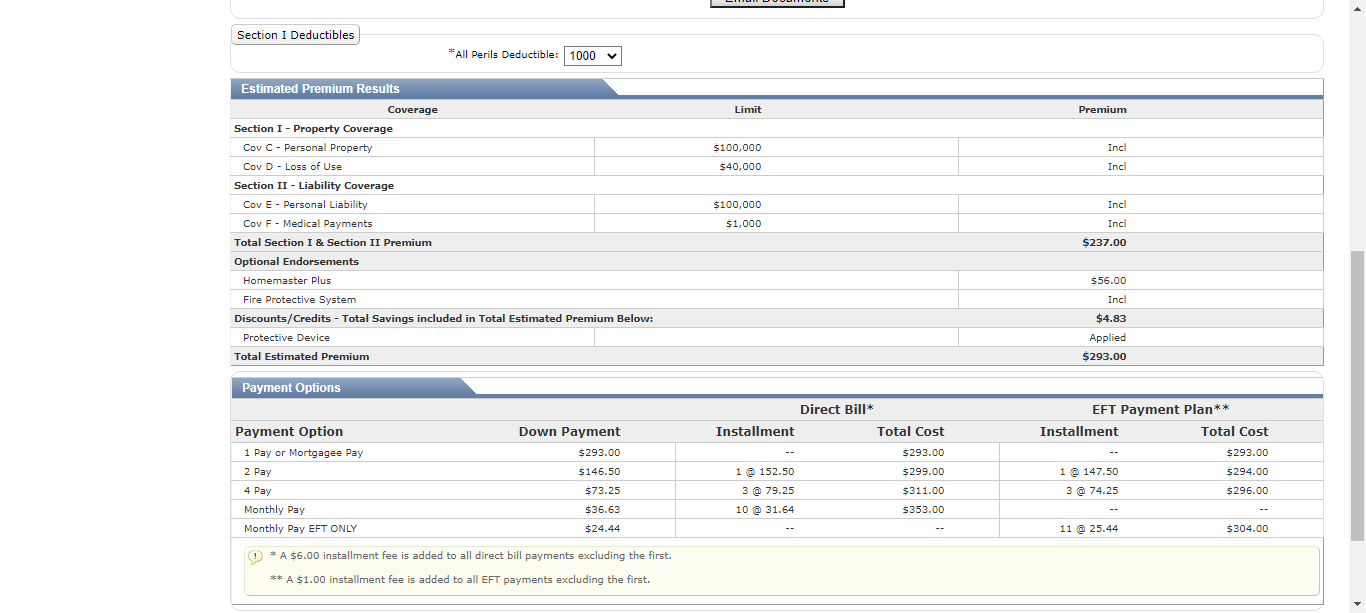 Email Documents
Section I Deductibles
*All Perils Deductible: 1000
Estimated Premium Results
Coverage Limit Premium
Section I - Property Coverage
Cov C - Personal Property $100,000 Incl
Cov D - Loss of Use $40,000 Incl
Section II - Liability Coverage
Cov E - Personal Liability $100,000 Incl
Cov F - Medical Payments $1,000 Incl
Total Section I & Section II Premium $237.00
Optional Endorsements
Homemaster Plus $56.00
Fire Protective System Incl
Discounts/Credits - Total Savings included in Total Estimated Premium Below: $4.83
Protective Device Applied
Total Estimated Premium $293.00
Payment Options
Direct Bill* EFT Payment Plan**
Payment Option Down Payment Installment Total Cost Installment Total Cost
1 Pay or Mortgagee Pay $293.00 -- $293.00 -- $293.00
2 Pay $146.50 1 @ 152.50 $299.00 1 @ 147.50 $294.00
4 Pay $73.25 3 @ 79.25 $311.00 3 @ 74.25 $296.00
Monthly Pay $36.63 10 @ 31.64 $353.00 -- --
Monthly Pay EFT ONLY $24.44 -- -- 11 @ 25.44 $304.00
* A $6.00 installment fee is added to all direct bill payments excluding the first.
** A $1.00 installment fee is added to all EFT payments excluding the first.